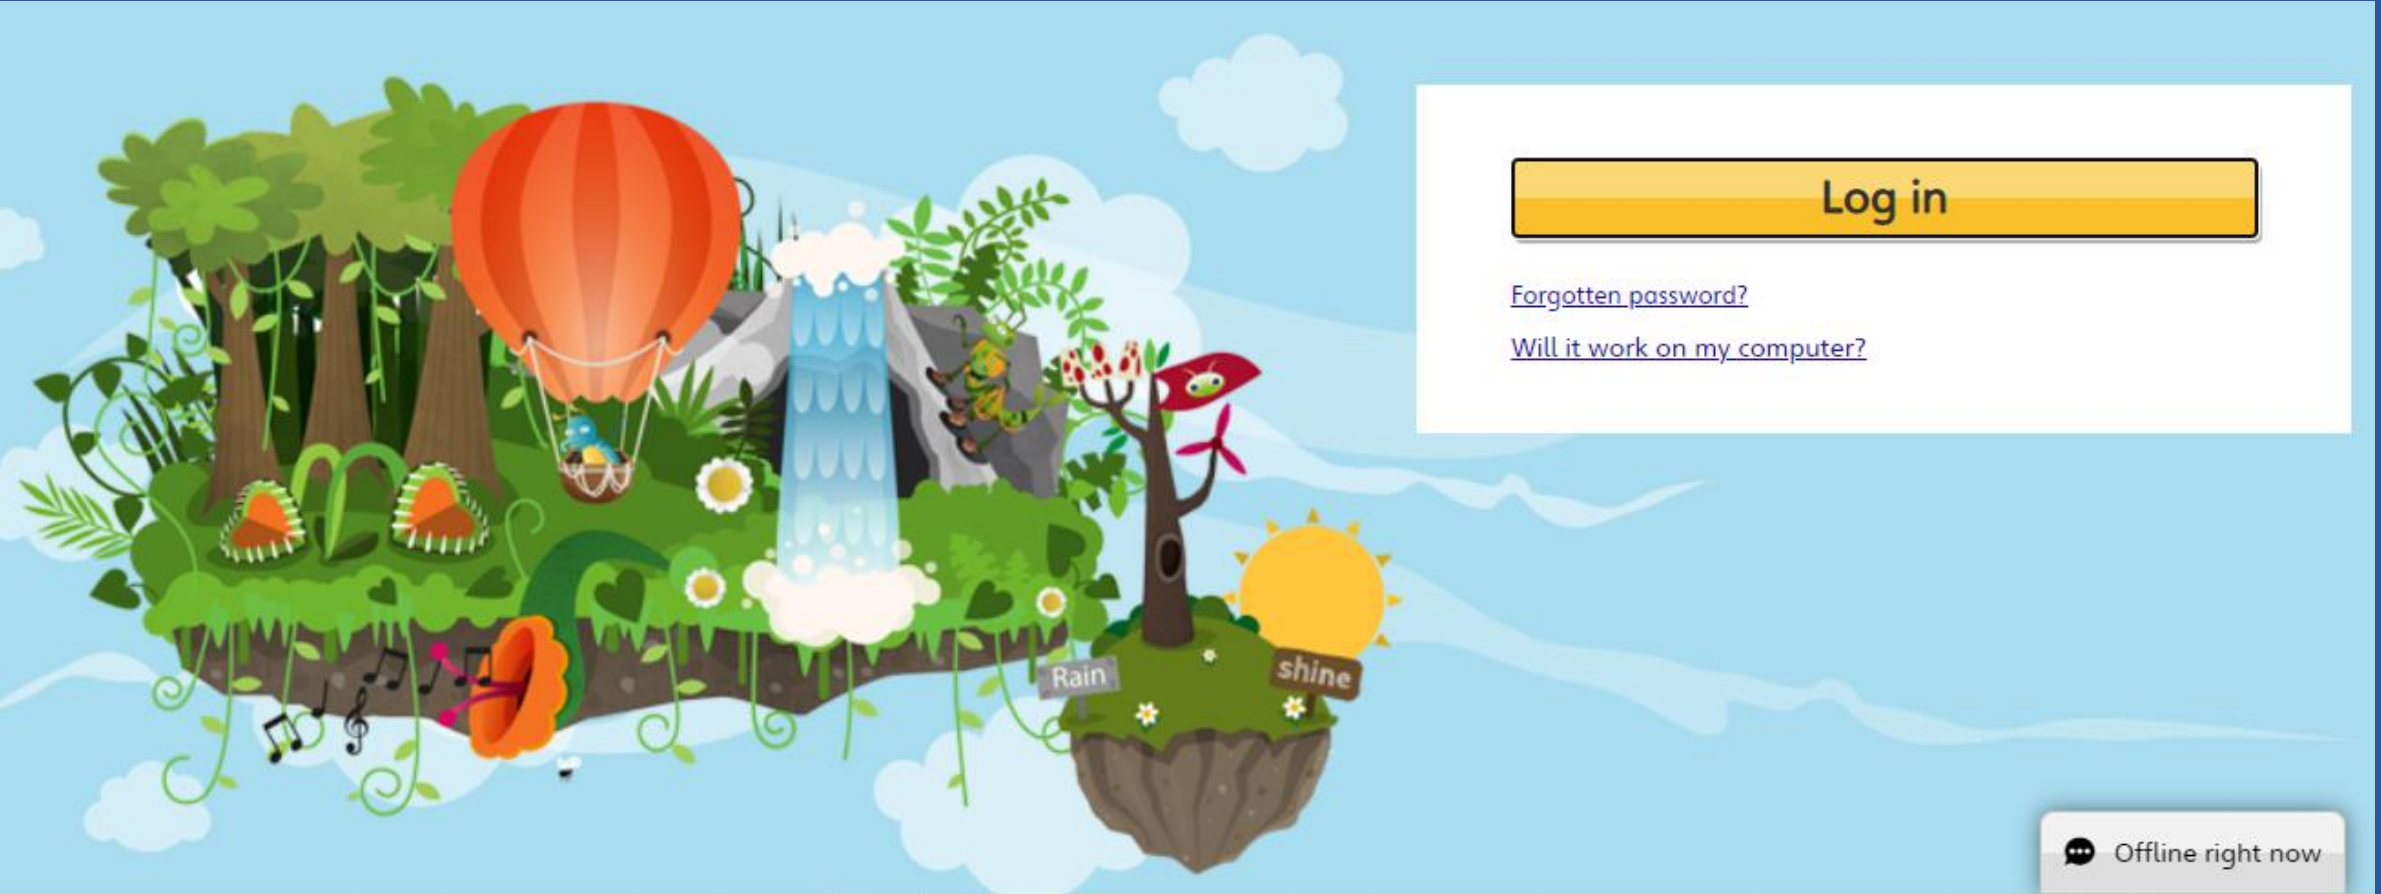 Log in
Forgotten password?
Will it work on my computer?
Rain
shine
Offline right now